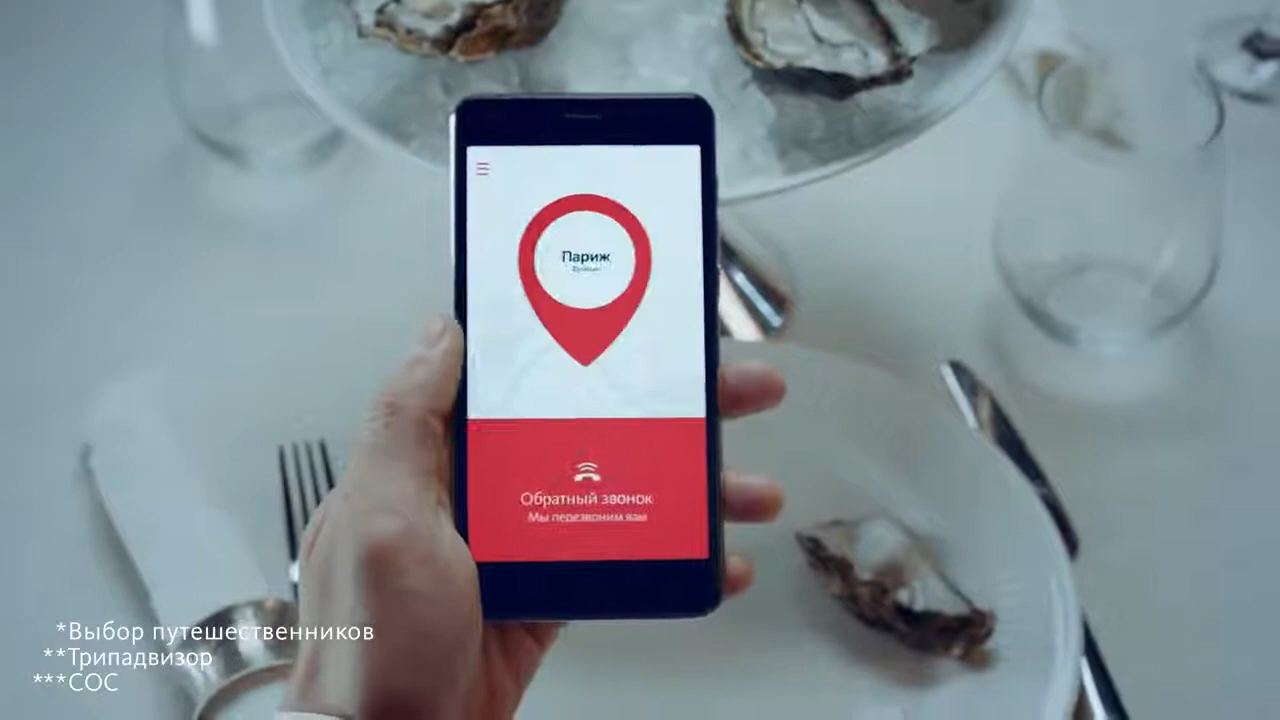 Париж
Обратный звонок
Мы перезвоним вам
*Выбор путешественников
**Трипадвизор
***СОС